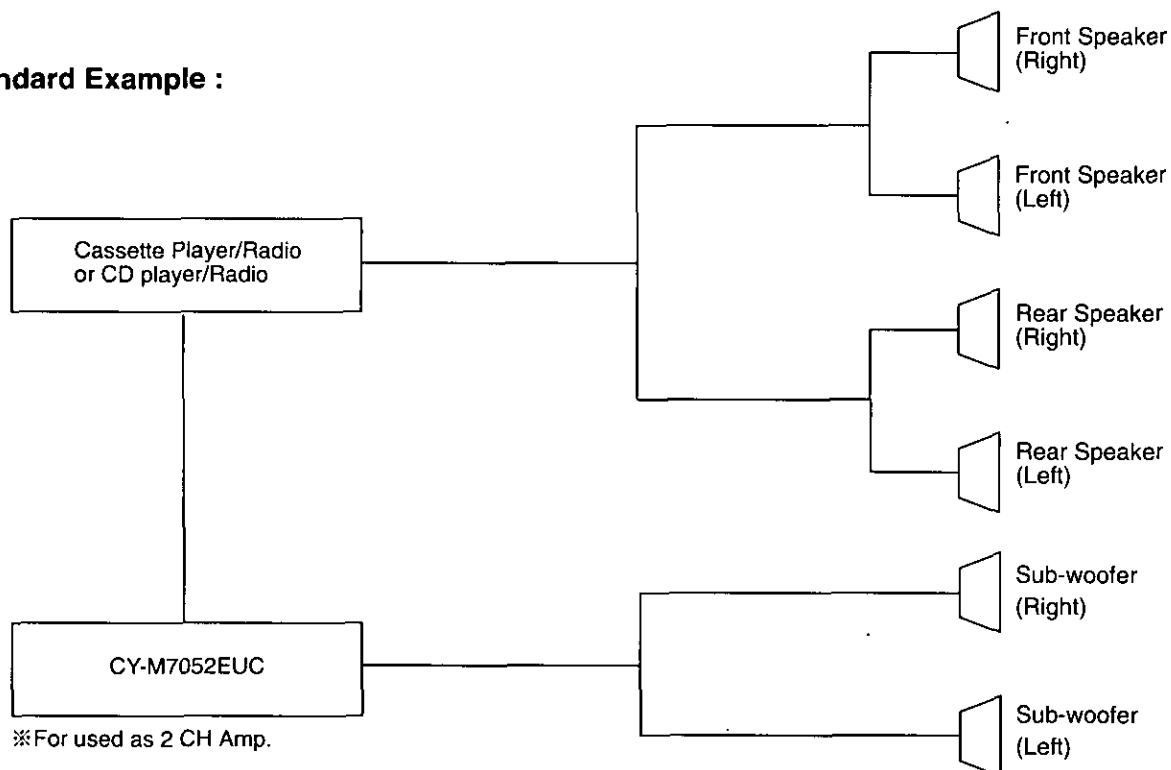 ndard Example :
Front Speaker
(Right)
Front Speaker
(Left)
Cassette Player/Radio
or CD player/Radio
Rear Speaker
(Right)
Rear Speaker
(Left)
Sub-woofer
(Right)
CY-M7052EUC
Sub-woofer
(Left)
※For used as 2 CH Amp.